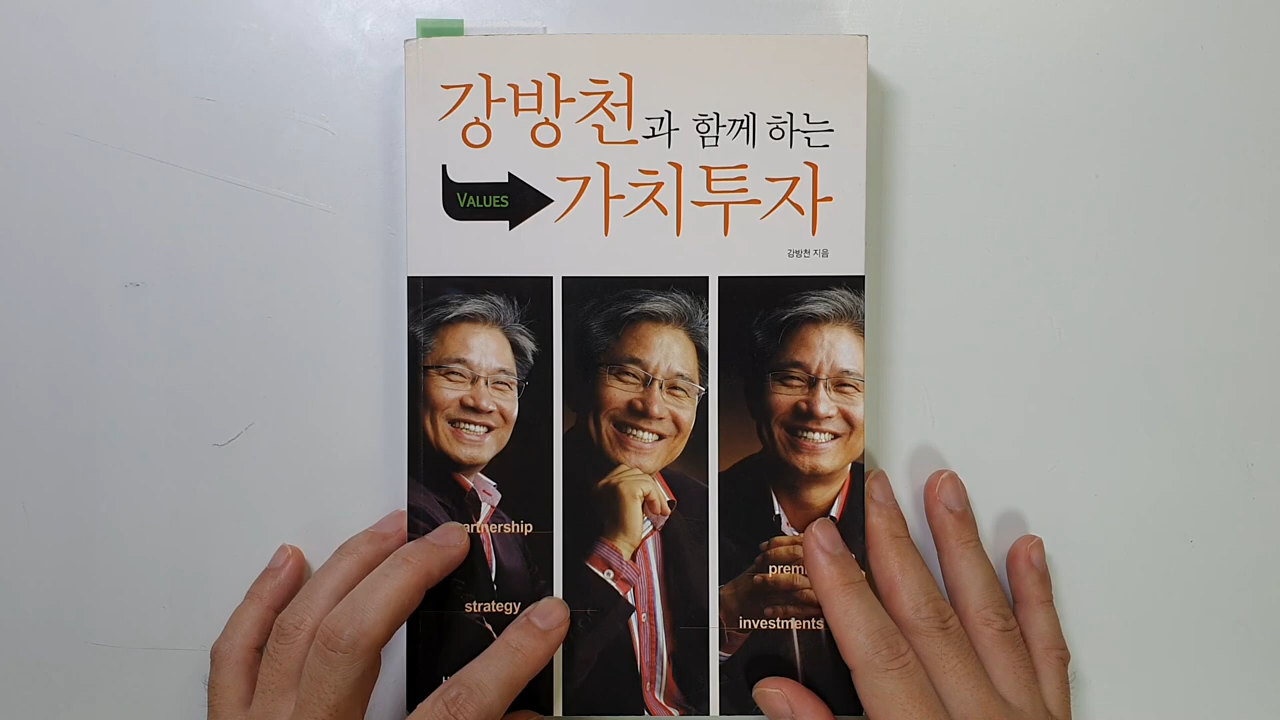 강방천과 함께 하는
VALUES
가치투자
강방천 지음
strategy
investments